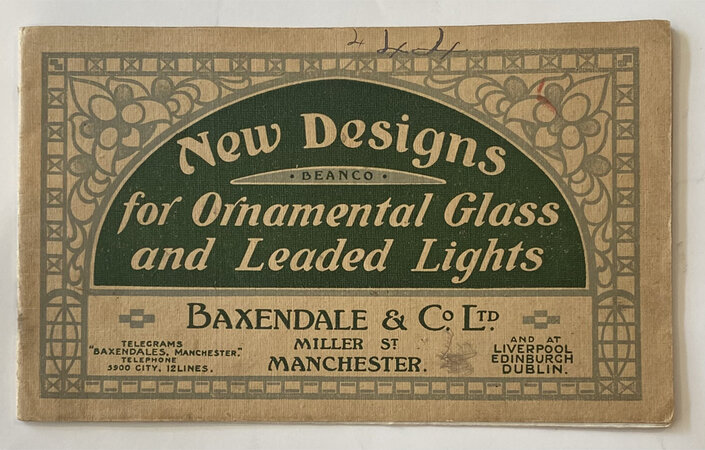 New Designs
• BEANCO •
for Ornamental Glass
and Leaded Lights
BAXENDALE & Co LTD
MILLER ST
MANCHESTER.
TELEGRAMS
"BAXENDALES, MANCHESTER."
TELEPHONE
5900 CITY, 12 LINES.
AND AT
LIVERPOOL
EDINBURGH
DUBLIN.